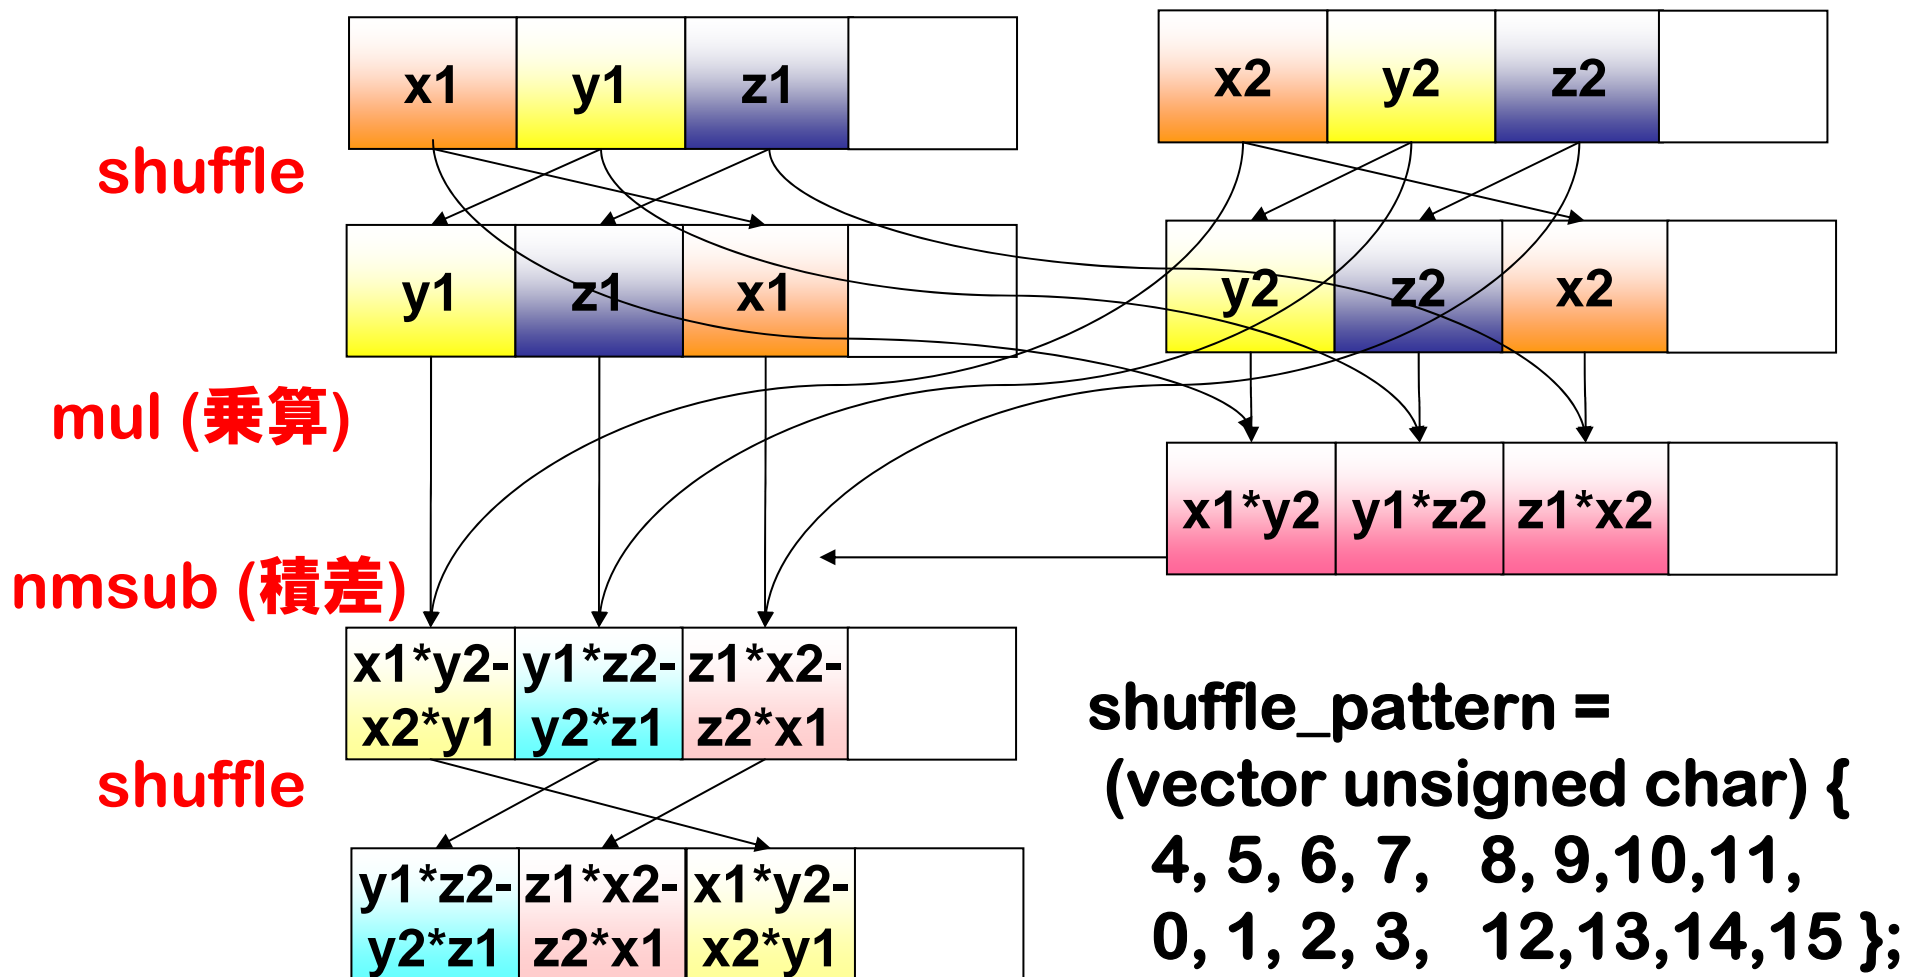 x1 y1 z1 x2 y2 z2
shuffle
y1 z1 x1 y2 z2 x2
mul (乗算)
x1*y2 y1*z2 z1*x2
nmsub (積差)
x1*y2- y1*z2- z1*x2-
x2*y1 y2*z1 z2*x1
shuffle
y1*z2- z1*x2- x1*y2-
y2*z1 z2*x1 x2*y1
shuffle_pattern =
(vector unsigned char) {
4, 5, 6, 7, 8, 9,10,11,
0, 1, 2, 3, 12,13,14,15 };